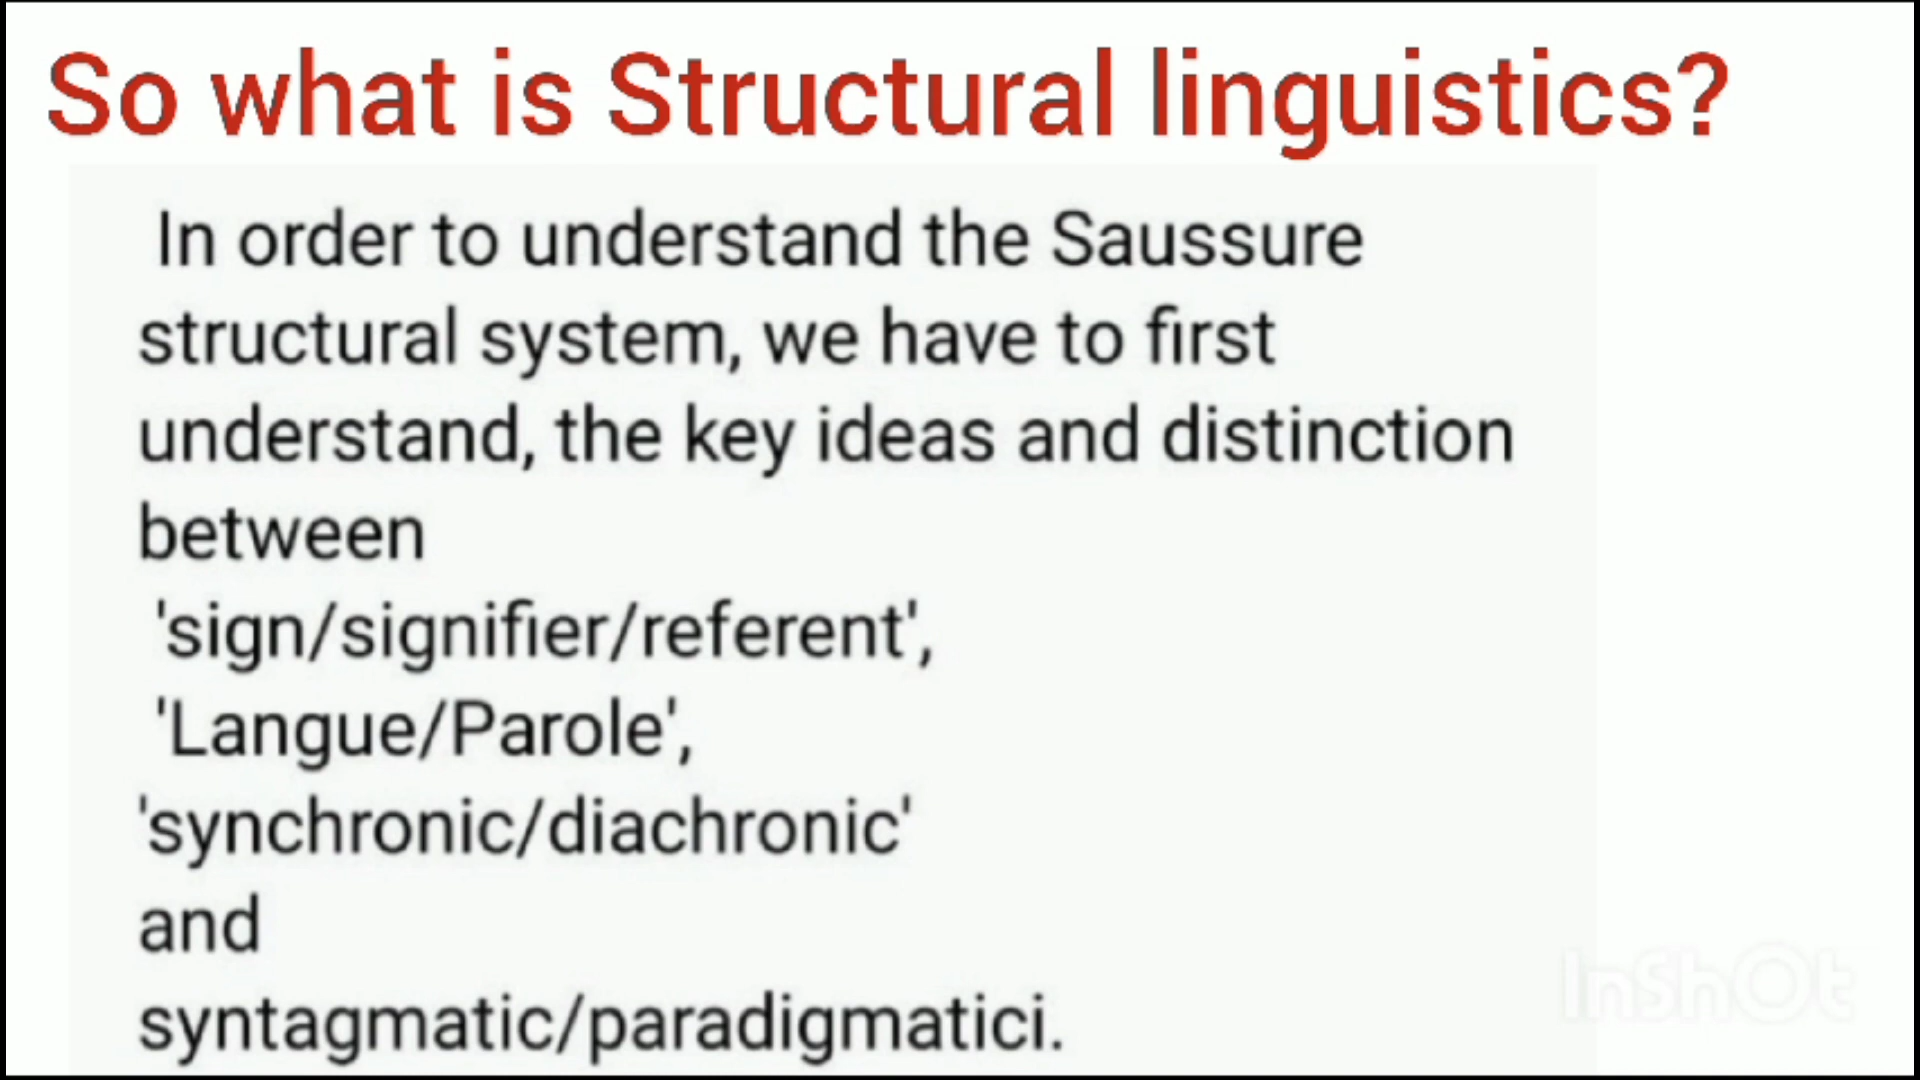 So what is Structural linguistics?
In order to understand the Saussure
structural system, we have to first
understand, the key ideas and distinction
between
'sign/signifier/referent',
'Langue/Parole',
'synchronic/diachronic'
and
syntagmatic/paradigmatici.
InShOt